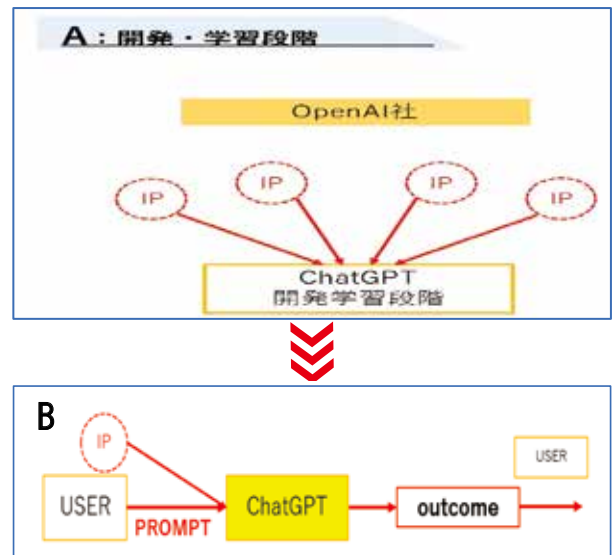 A：開発・学習段階
OpenAI社
IP
IP
IP
IP
ChatGPT
開発学習段階
B
IP
USER
PROMPT
ChatGPT
outcome
USER